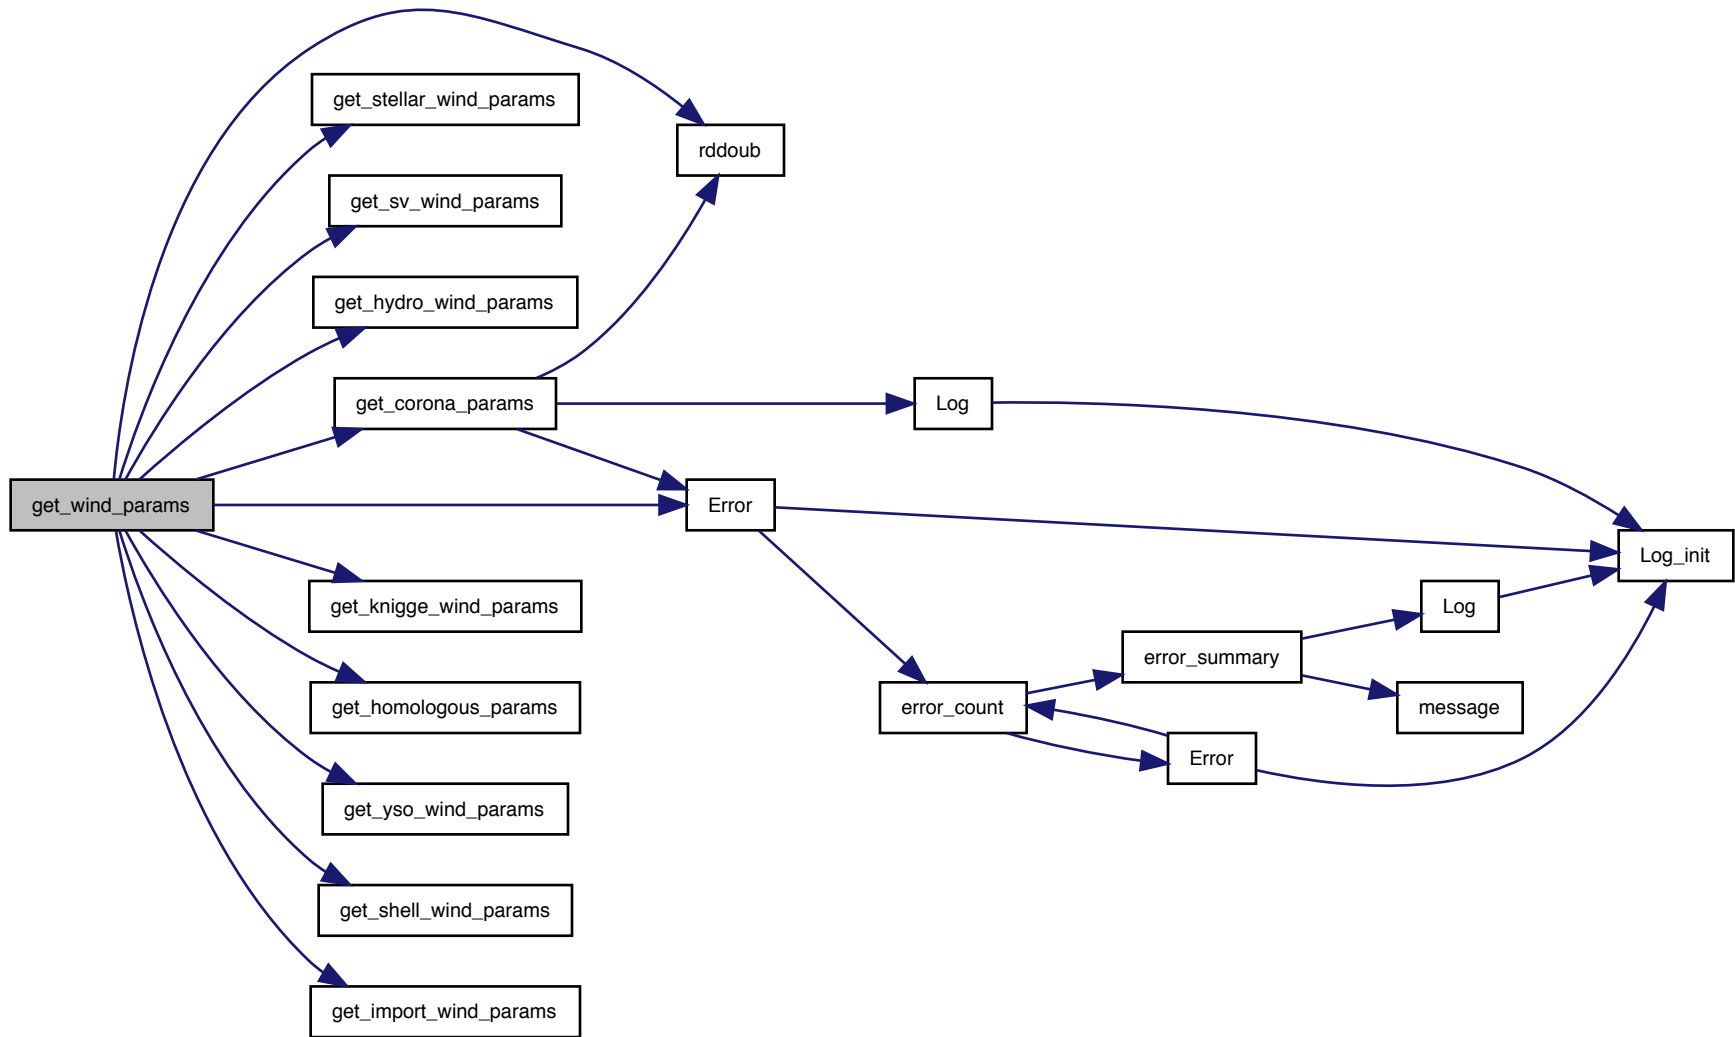 get_stellar_wind_params
rddoub
get_sv_wind_params
get_hydro_wind_params
get_corona_params
Log
get_wind_params
Error
Log_init
get_knigge_wind_params
Log
error_summary
get_homologous_params
error_count
message
Error
get_yso_wind_params
get_shell_wind_params
get_import_wind_params